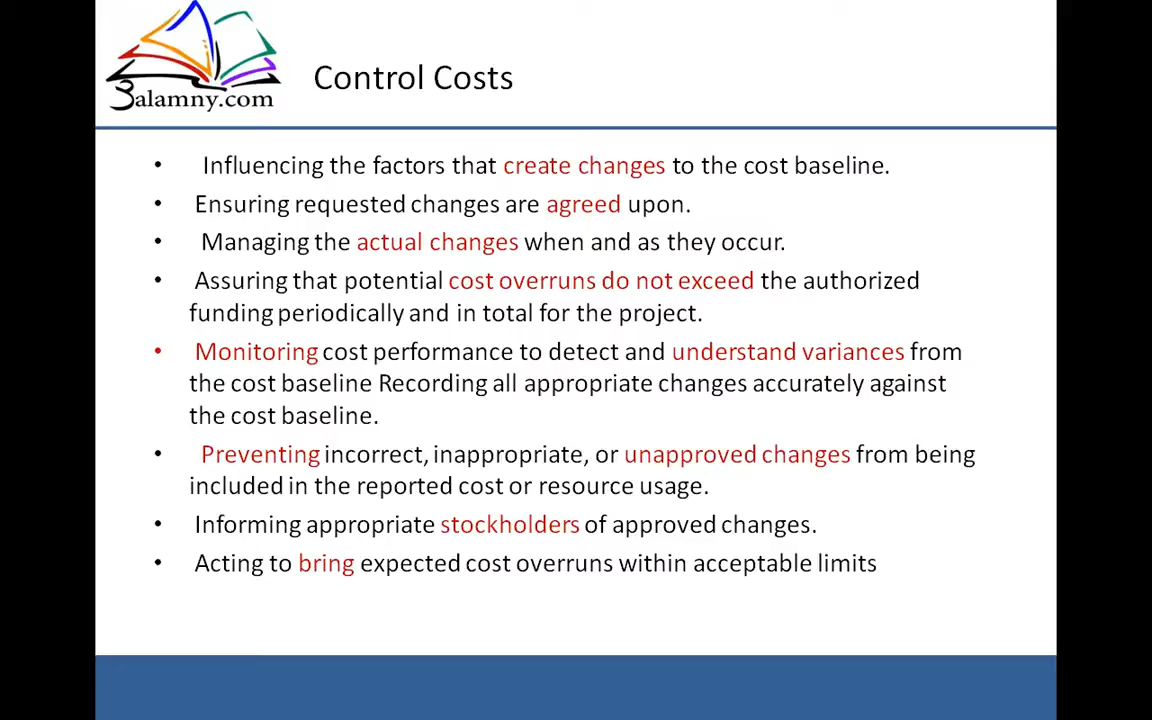 3alamny.com
Control Costs
• Influencing the factors that create changes to the cost baseline.
• Ensuring requested changes are agreed upon.
• Managing the actual changes when and as they occur.
• Assuring that potential cost overruns do not exceed the authorized
funding periodically and in total for the project.
• Monitoring cost performance to detect and understand variances from
the cost baseline Recording all appropriate changes accurately against
the cost baseline.
• Preventing incorrect, inappropriate, or unapproved changes from being
included in the reported cost or resource usage.
• Informing appropriate stockholders of approved changes.
• Acting to bring expected cost overruns within acceptable limits